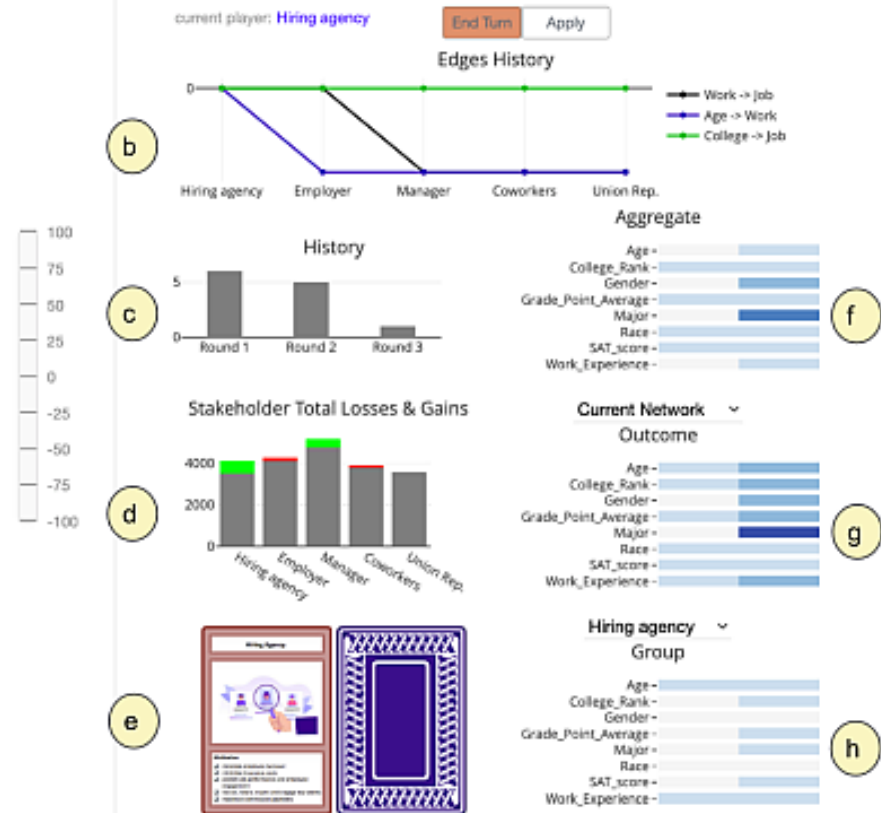 current player: Hiring agency
End Turn
Apply
Edges History
0
Work -> Job
Age -> Work
College -> Job
b
Hiring agency Employer Manager Coworkers Union Rep.
100
75
50
25
0
-25
-50
-75
-100
History
5
0
Round 1 Round 2 Round 3
c
Aggregate
Age
College_Rank
Gender
Grade_Point_Average
Major
Race
SAT_score
Work_Experience
f
Stakeholder Total Losses & Gains
4000
2000
0
Hiring agency Employer Manager Coworkers Union Rep.
d
Current Network
Outcome
Age
College_Rank
Gender
Grade_Point_Average
Major
Race
SAT_score
Work_Experience
g
e
Hiring Agency
Hiring agency
Group
Age
College_Rank
Gender
Grade_Point_Average
Major
Race
SAT_score
Work_Experience
h